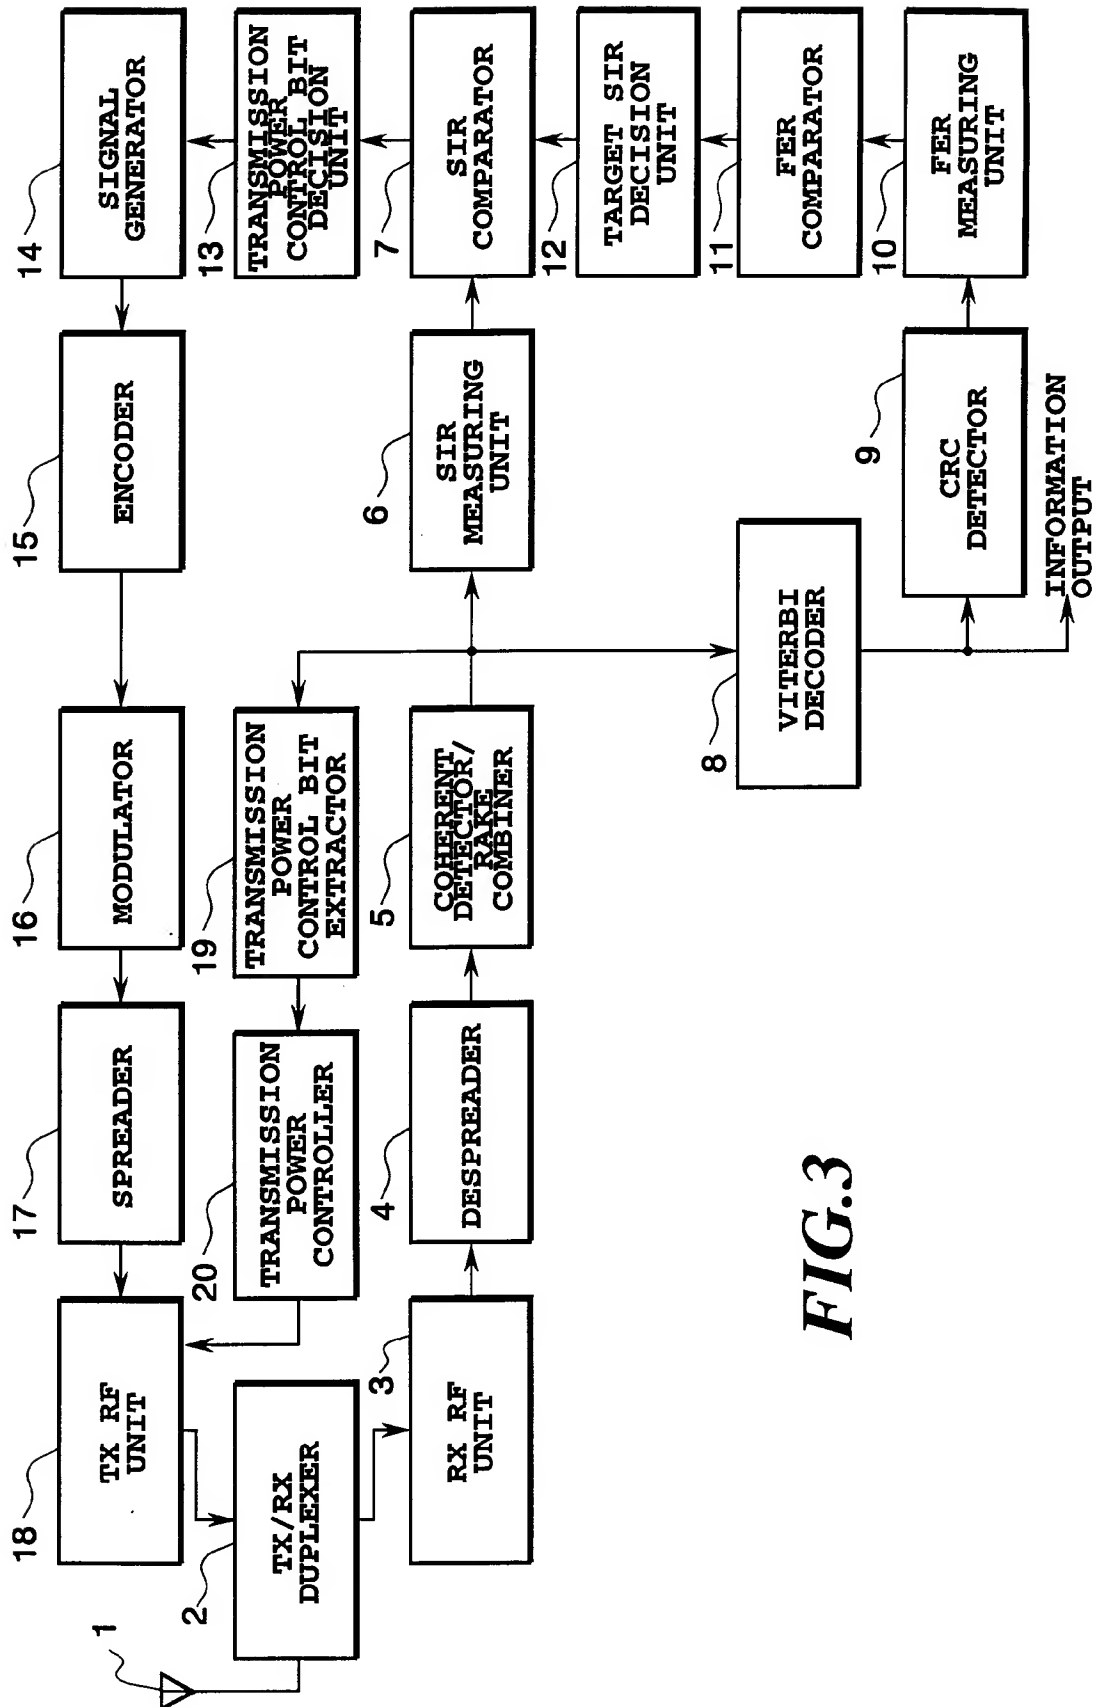 1
2
TX/RX
DUPLEXER
18
TX RF
UNIT
17
SPREADER
16
MODULATOR
15
ENCODER
14
SIGNAL
GENERATOR
20
TRANSMISSION
POWER
CONTROLLER
19
TRANSMISSION
POWER
CONTROL BIT
EXTRACTOR
13
TRANSMISSION
POWER
CONTROL BIT
DECISION
UNIT
3
RX RF
UNIT
4
DESPREADER
5
COHERENT
DETECTOR/
RAKE
COMBINER
6
SIR
MEASURING
UNIT
7
SIR
COMPARATOR
12
TARGET SIR
DECISION
UNIT
8
VITERBI
DECODER
11
FER
COMPARATOR
9
CRC
DETECTOR
10
FER
MEASURING
UNIT
INFORMATION
OUTPUT
FIG.3